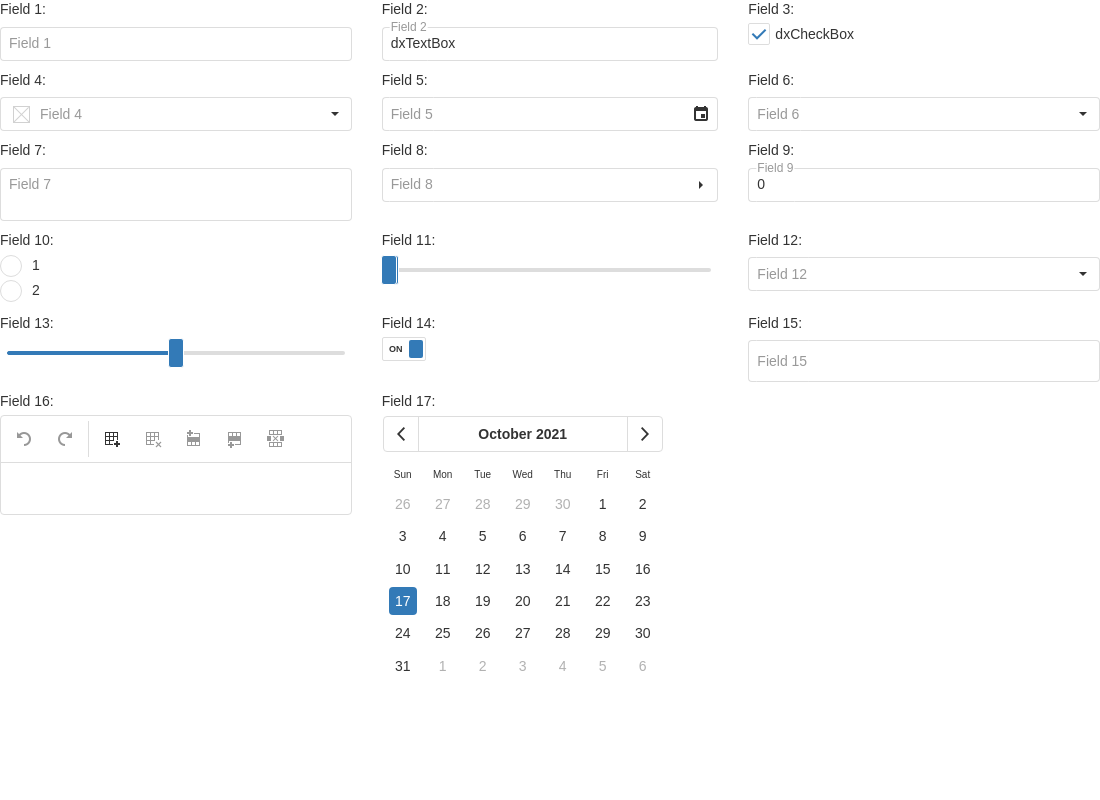 Field 1:
Field 1
Field 2:
Field 2
dxTextBox
Field 3:
dxCheckBox
Field 4:
Field 4
Field 5:
Field 5
Field 6:
Field 6
Field 7:
Field 7
Field 8:
Field 8
Field 9:
Field 9
0
Field 10:
1
2
Field 11:
Field 12:
Field 12
Field 13:
Field 14:
ON
Field 15:
Field 15
Field 16:
Field 17:
October 2021
Sun Mon Tue Wed Thu Fri Sat
26 27 28 29 30 1 2
3 4 5 6 7 8 9
10 11 12 13 14 15 16
17 18 19 20 21 22 23
24 25 26 27 28 29 30
31 1 2 3 4 5 6